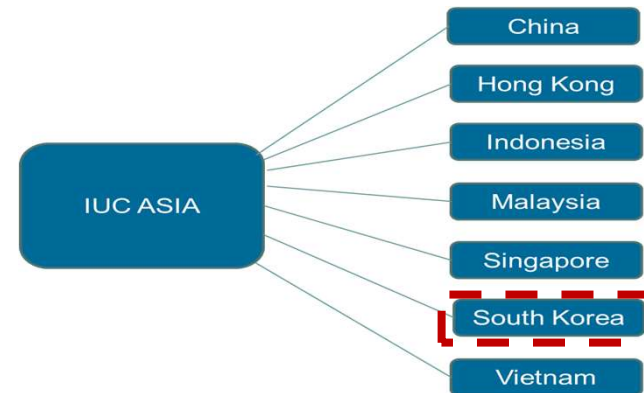 China
Hong Kong
Indonesia
IUC ASIA
Malaysia
Singapore
South Korea
Vietnam